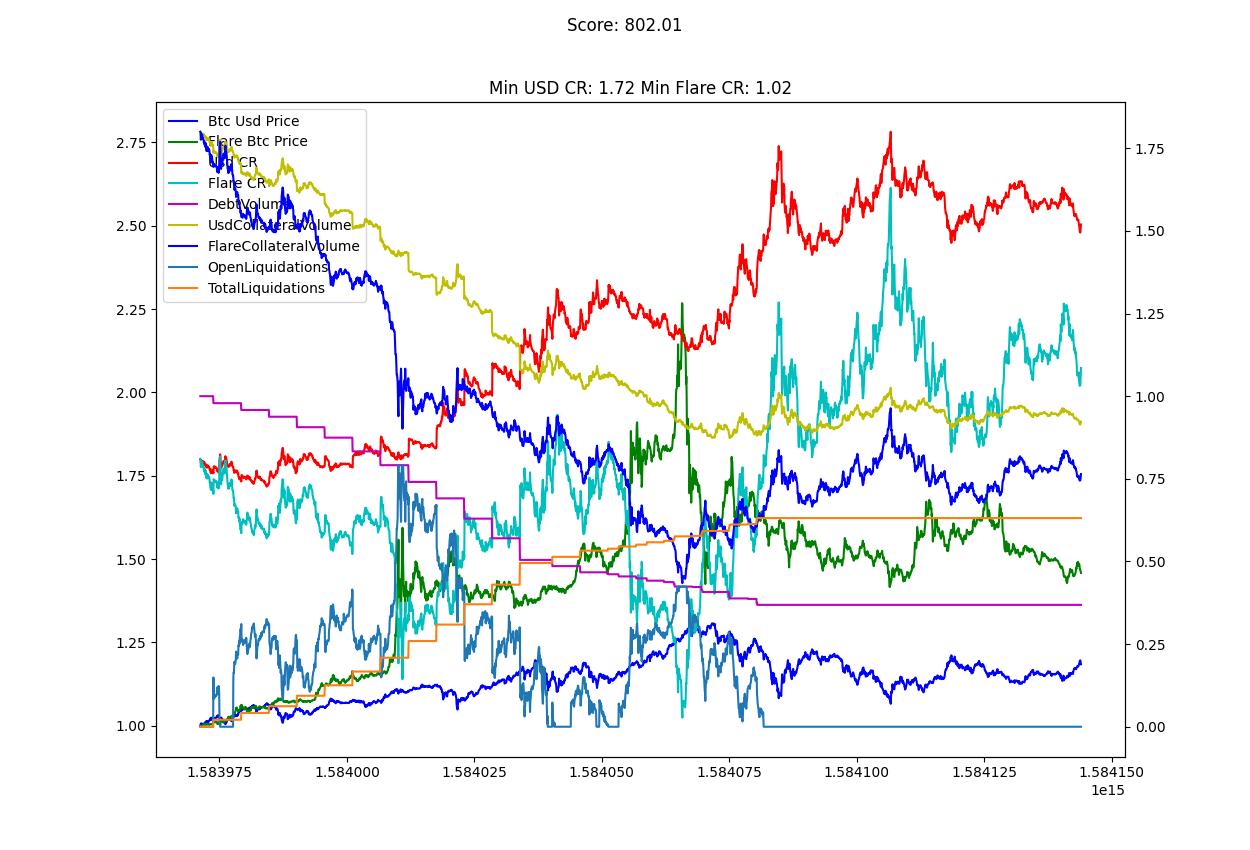 Score: 802.01
Min USD CR: 1.72 Min Flare CR: 1.02
Btc Usd Price
Flare Btc Price
Usd CR
Flare CR
DebtVolume
UsdCollateralVolume
FlareCollateralVolume
OpenLiquidations
TotalLiquidations
2.75
2.50
2.25
2.00
1.75
1.50
1.25
1.00
1.75
1.50
1.25
1.00
0.75
0.50
0.25
0.00
1.583975
1.584000
1.584025
1.584050
1.584075
1.584100
1.584125
1.584150
1e15